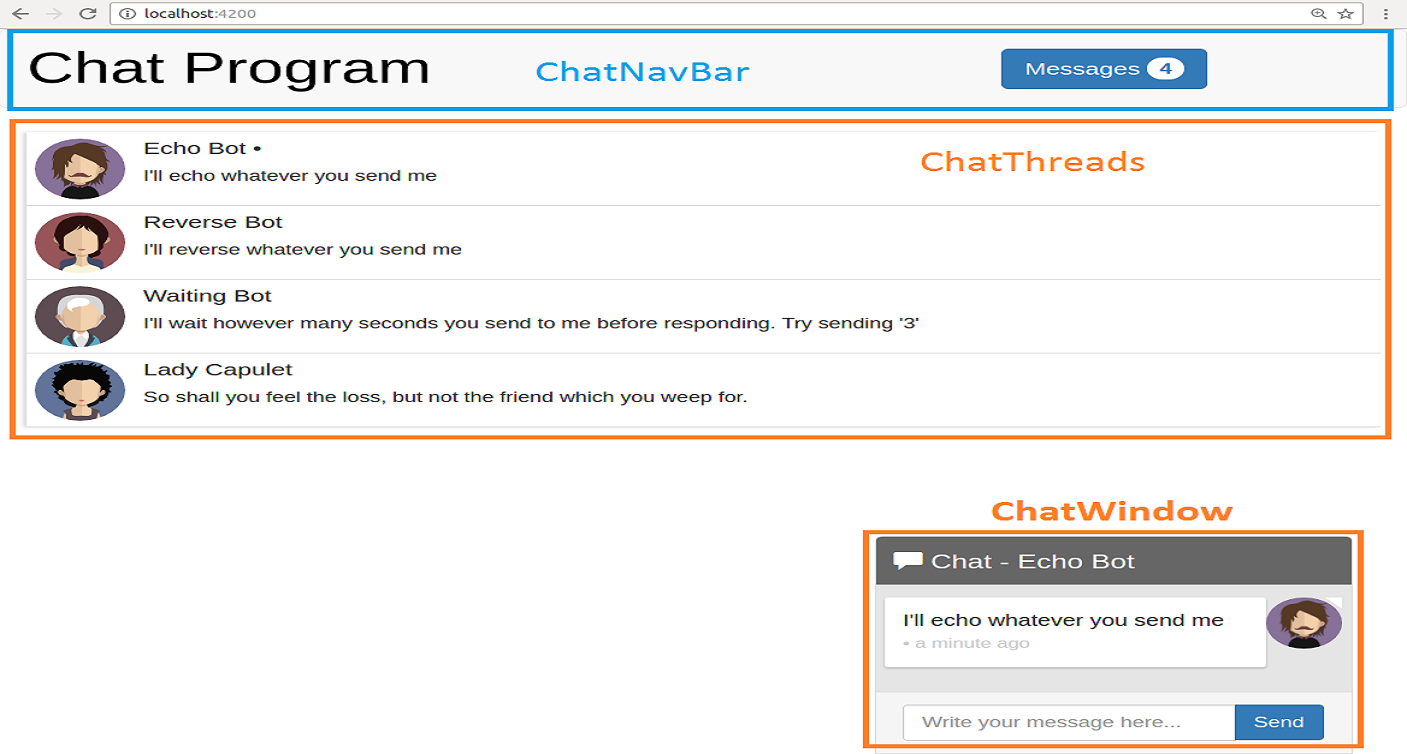 localhost:4200
Chat Program
ChatNavBar
Messages 4
Echo Bot •
I'll echo whatever you send me
ChatThreads
Reverse Bot
I'll reverse whatever you send me
Waiting Bot
I'll wait however many seconds you send to me before responding. Try sending '3'
Lady Capulet
So shall you feel the loss, but not the friend which you weep for.
ChatWindow
Chat - Echo Bot
I'll echo whatever you send me
• a minute ago
Write your message here...
Send